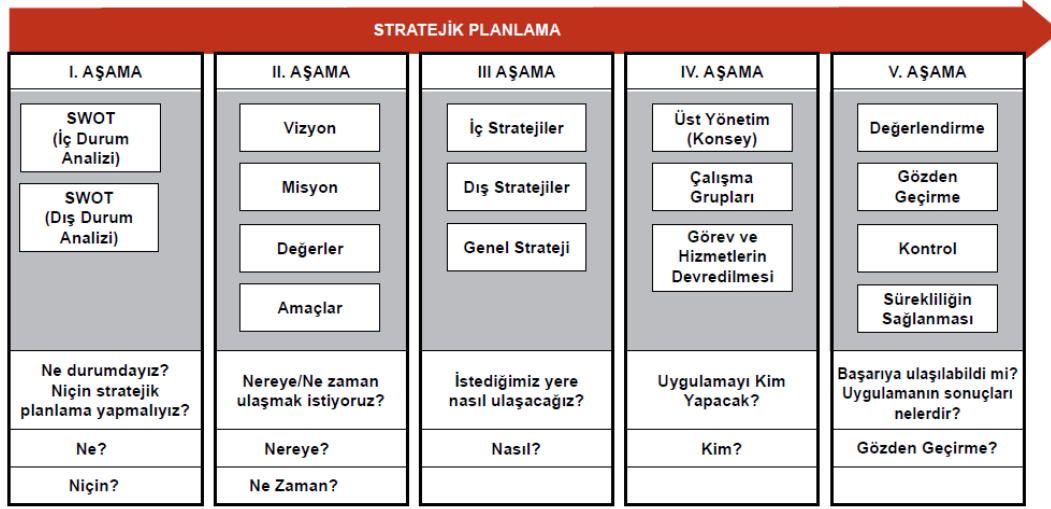 STRATEJİK PLANLAMA
I. AŞAMA
SWOT
(İç Durum
Analizi)
SWOT
(Dış Durum
Analizi)
Ne durumdayız?
Niçin stratejik
planlama yapmalıyız?
Ne?
Niçin?
II. AŞAMA
Vizyon
Misyon
Değerler
Amaçlar
Nereye/Ne zaman
ulaşmak istiyoruz?
Nereye?
Ne Zaman?
III AŞAMA
İç Stratejiler
Dış Stratejiler
Genel Strateji
İstediğimiz yere
nasıl ulaşacağız?
Nasıl?
IV. AŞAMA
Üst Yönetim
(Konsey)
Çalışma
Grupları
Görev ve
Hizmetlerin
Devredilmesi
Uygulamayı Kim
Yapacak?
Kim?
V. AŞAMA
Değerlendirme
Gözden
Geçirme
Kontrol
Sürekliliğin
Sağlanması
Başarıya ulaşılabildi mi?
Uygulamanın sonuçları
nelerdir?
Gözden Geçirme?